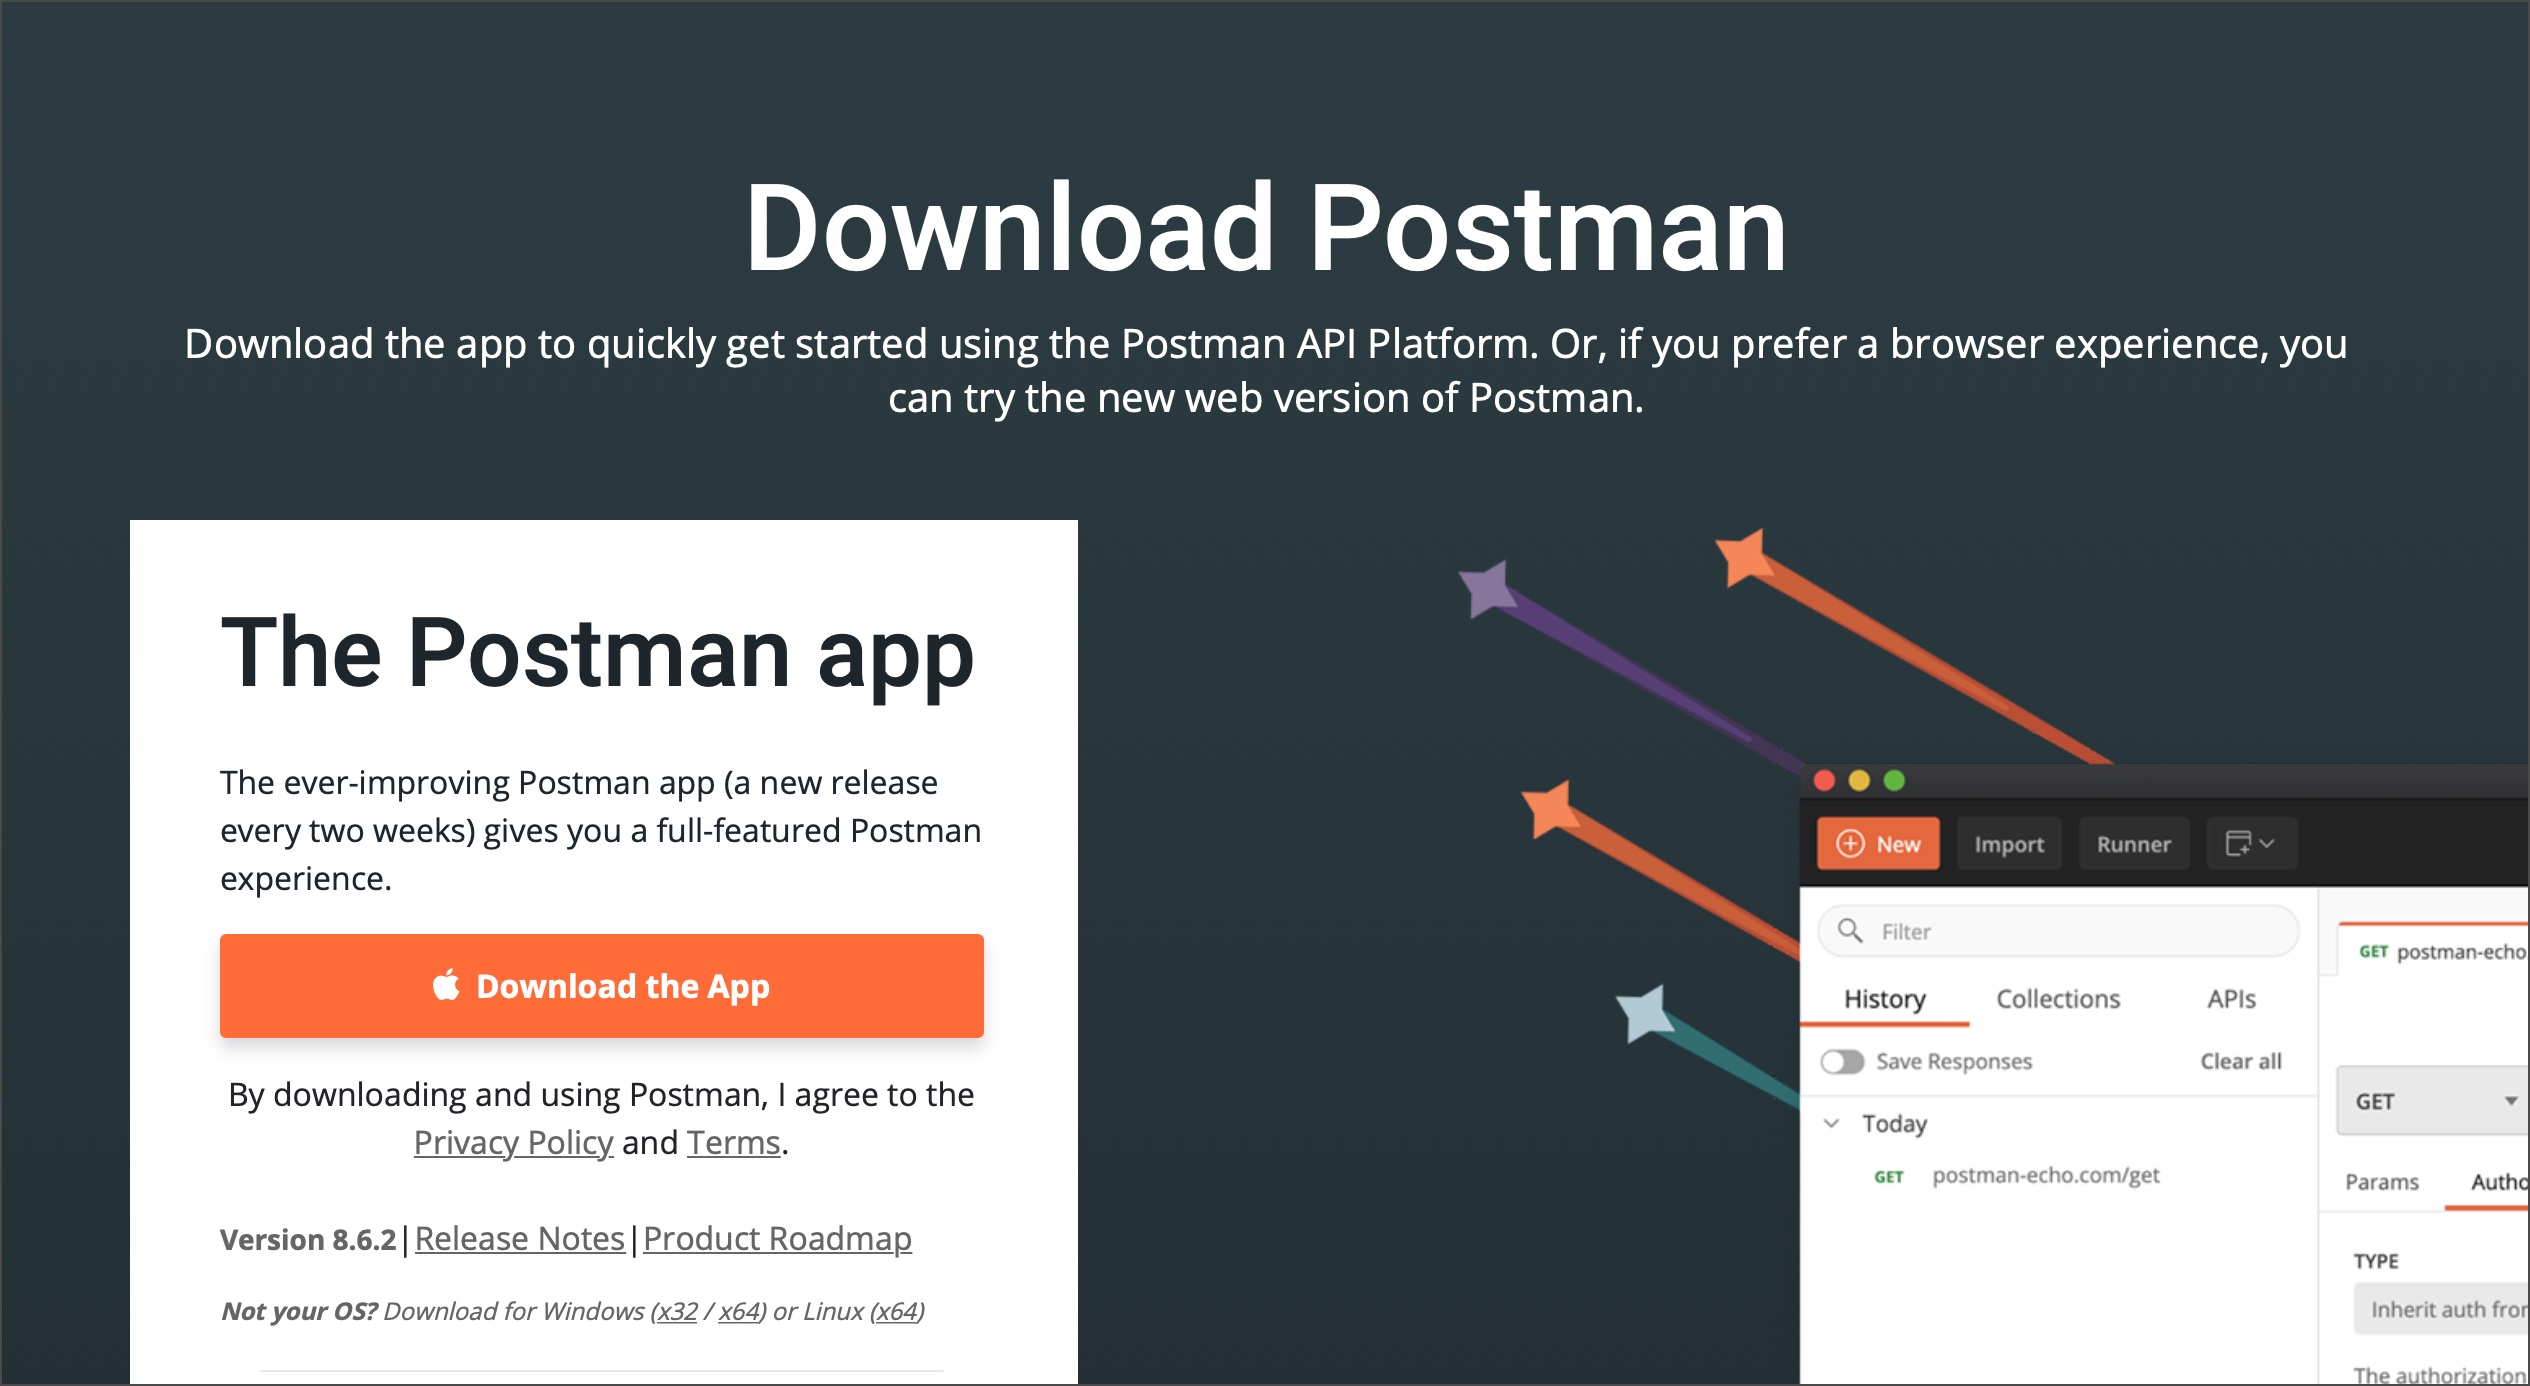 Download Postman
Download the app to quickly get started using the Postman API Platform. Or, if you prefer a browser experience, you
can try the new web version of Postman.
The Postman app
The ever-improving Postman app (a new release
every two weeks) gives you a full-featured Postman
experience.
Download the App
By downloading and using Postman, I agree to the
Privacy Policy and Terms.
Version 8.6.2|Release Notes|Product Roadmap
Not your OS? Download for Windows (x32 / x64) or Linux (x64)
New Import Runner
Filter
History Collections APIs
Save Responses Clear all
Today
GET postman-echo.com/get
GET postman-echo
GET
Params Autho
TYPE
Inherit auth from
The authorization